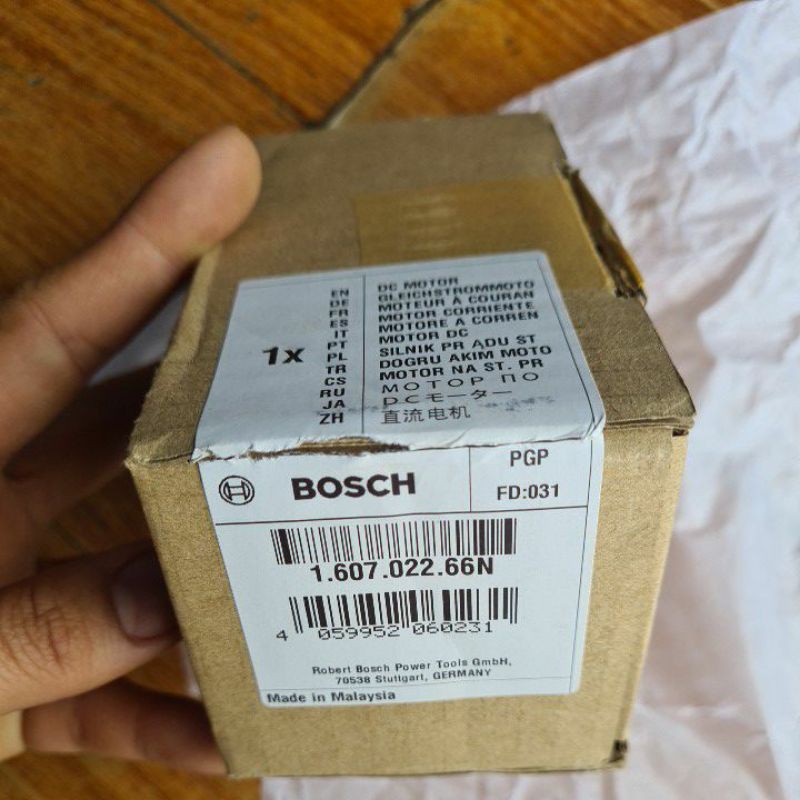 1x
EN DC MOTOR
DE GLEICHSTROMMOTO
FR MOTEUR À COURAN
ES MOTOR CORRIENTE
IT MOTORE A CORREN
PT MOTOR DC
PL SILNIK PR ADU ST
TR DOGRU AKIM MOTO
CS MOTOR NA ST. PR
RU МОТОР ПО
JA DCモーター
ZH 直流电机
BOSCH
PGP
FD:031
1.607.022.66N
4 059952 060231
Robert Bosch Power Tools GmbH,
70538 Stuttgart, GERMANY
Made in Malaysia